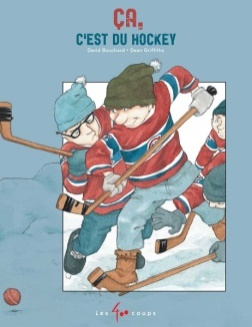 ÇA,
C'EST DU HOCKEY
David Bouchard • Dean Griffiths
Les 400 coups